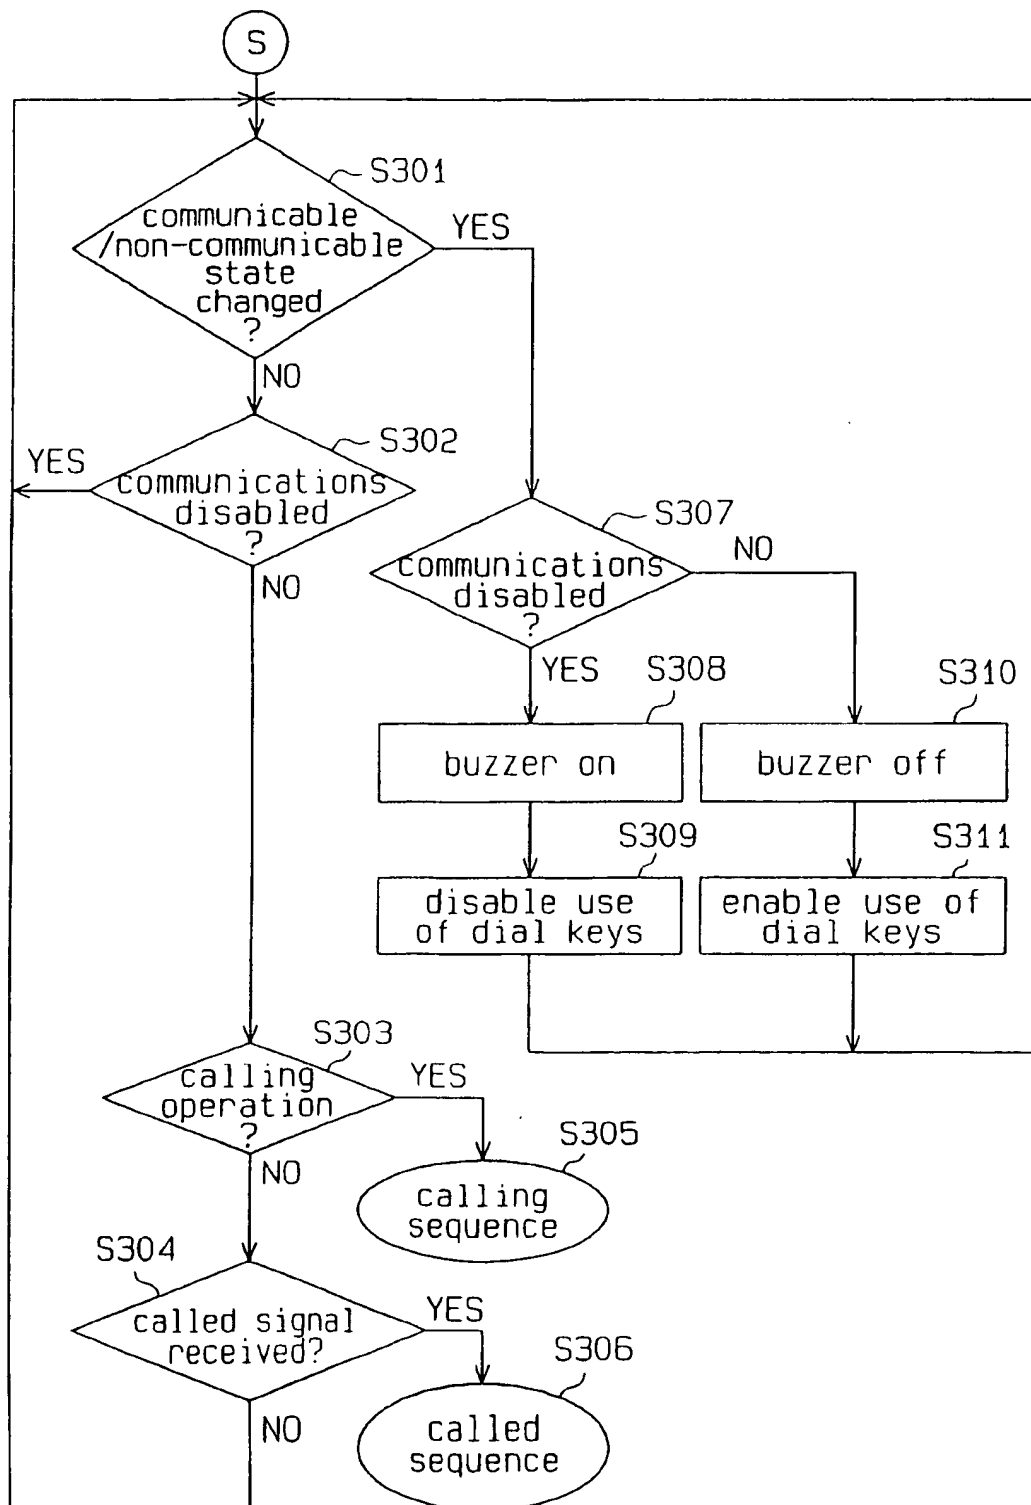 S
S301
communicable
/non-communicable
state
changed
?
YES
NO
S302
YES
communications
disabled
?
NO
S307
communications
disabled
?
NO
YES
S308
buzzer on
S310
buzzer off
S309
disable use
of dial keys
S311
enable use of
dial keys
S303
calling
operation
?
YES
NO
S305
calling
sequence
S304
called signal
received?
YES
NO
S306
called
sequence